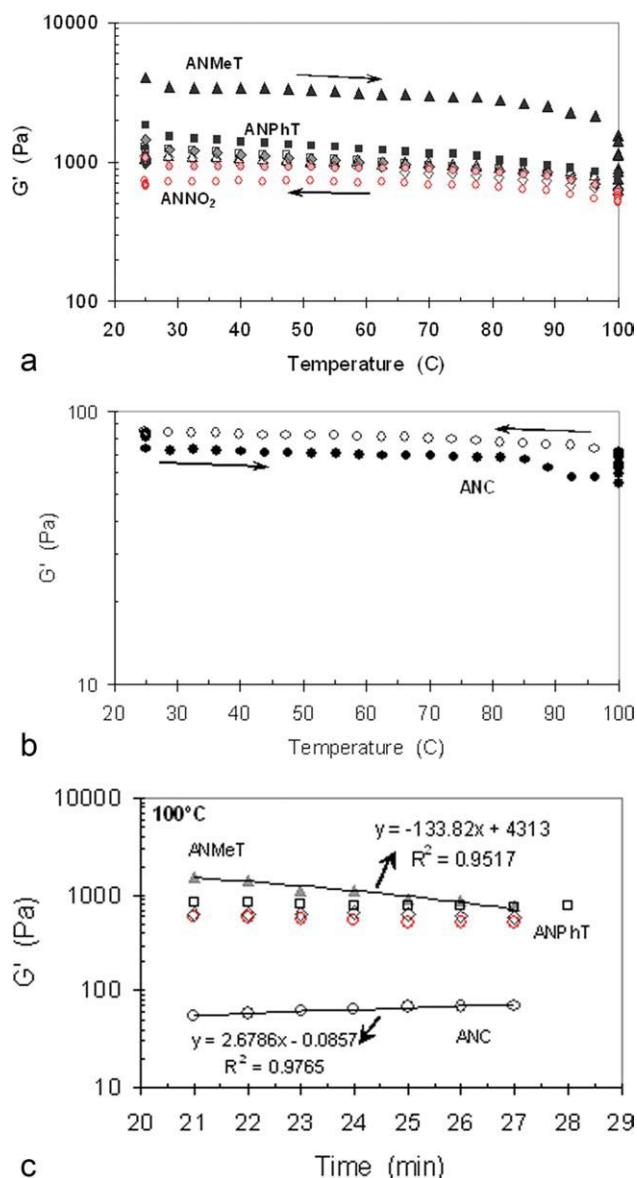 10000
ANMeT
1000
ANPhT
ANNO₂
100
G' (Pa)
20 30 40 50 60 70 80 90 100
Temperature (C)
a
100
ANC
10
G' (Pa)
20 30 40 50 60 70 80 90 100
Temperature (C)
b
10000
100°C
y = -133.82x + 4313
R² = 0.9517
ANMeT
1000
ANPhT
100
y = 2.6786x - 0.0857
ANC
R² = 0.9765
10
G' (Pa)
20 21 22 23 24 25 26 27 28 29
Time (min)
c